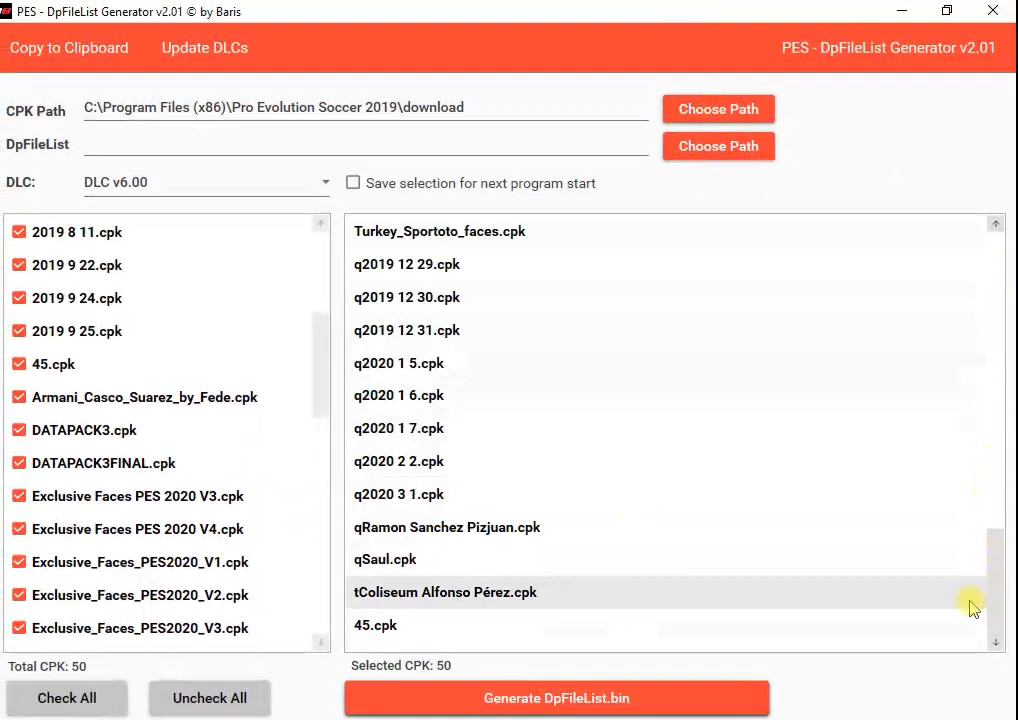 PES - DpFileList Generator v2.01 © by Baris
Copy to Clipboard Update DLCs PES - DpFileList Generator v2.01
CPK Path C:\Program Files (x86)\Pro Evolution Soccer 2019\download Choose Path
DpFileList Choose Path
DLC: DLC v6.00 Save selection for next program start
2019 8 11.cpk
2019 9 22.cpk
2019 9 24.cpk
2019 9 25.cpk
45.cpk
Armani_Casco_Suarez_by_Fede.cpk
DATAPACK3.cpk
DATAPACK3FINAL.cpk
Exclusive Faces PES 2020 V3.cpk
Exclusive Faces PES 2020 V4.cpk
Exclusive_Faces_PES2020_V1.cpk
Exclusive_Faces_PES2020_V2.cpk
Exclusive_Faces_PES2020_V3.cpk
Total CPK: 50
Check All Uncheck All
Turkey_Sportoto_faces.cpk
q2019 12 29.cpk
q2019 12 30.cpk
q2019 12 31.cpk
q2020 1 5.cpk
q2020 1 6.cpk
q2020 1 7.cpk
q2020 2 2.cpk
q2020 3 1.cpk
qRamon Sanchez Pizjuan.cpk
qSaul.cpk
tColiseum Alfonso Pérez.cpk
45.cpk
Selected CPK: 50
Generate DpFileList.bin